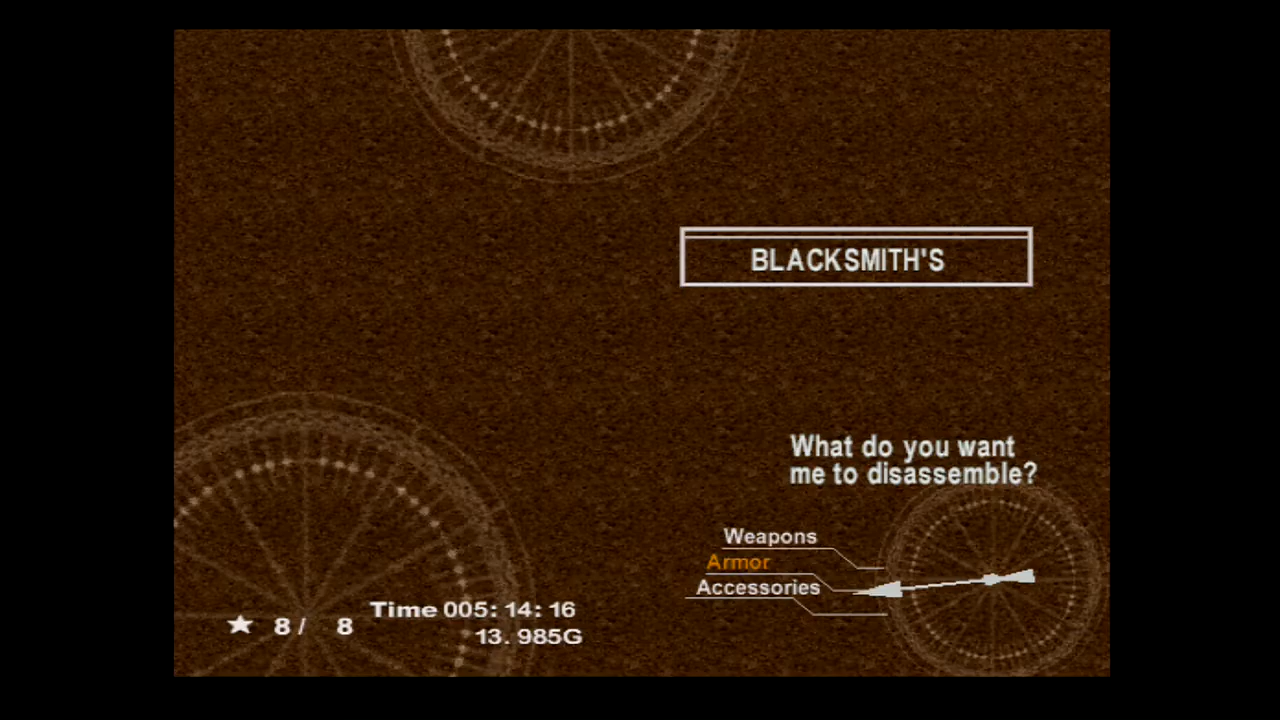 BLACKSMITH'S
What do you want
me to disassemble?
Weapons
Armor
Accessories
Time 005: 14: 16
★ 8/ 8
13. 985G